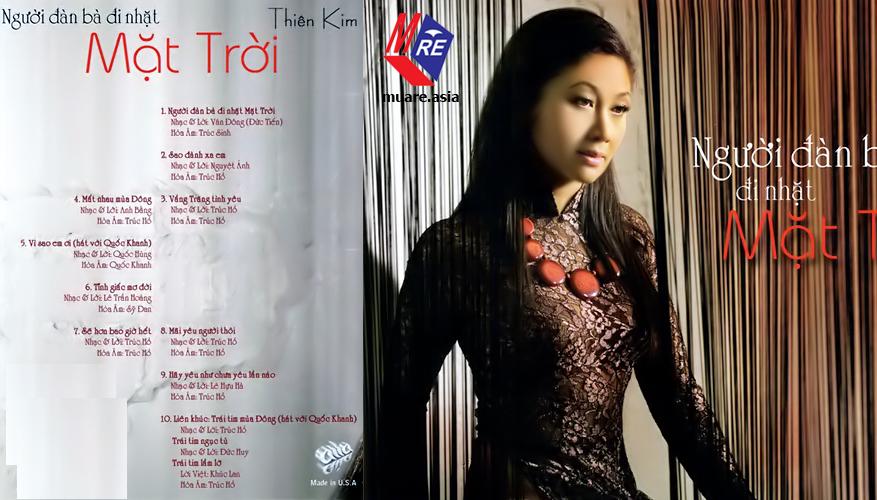 Người đàn bà đi nhặt
Thiên Kim
Mặt Trời
1. Người đàn bà đi nhặt Mặt Trời
Nhạc & Lời: Vân Đông (Đức Tiến)
Hòa Âm: Trúc Sinh
2. Sao đành xa em
Nhạc & Lời: Nguyệt Ánh
Hòa Âm: Trúc Hồ
3. Vầng Trăng tình yêu
Nhạc & Lời: Trúc Hồ
Hòa Âm: Trúc Hồ
4. Mất nhau mùa Đông
Nhạc & Lời: Anh Bằng
Hòa Âm: Trúc Hồ
5. Vì sao em ơi (hát với Quốc Khanh)
Nhạc & Lời: Quốc Hùng
Hòa Âm: Quốc Khanh
6. Tỉnh giấc mơ đời
Nhạc & Lời: Lê Trần Hoàng
Hòa Âm: Sỹ Đan
7. Sẽ hơn bao giờ hết
Nhạc & Lời: Trúc Hồ
Hòa Âm: Trúc Hồ
8. Mãi yêu người thôi
Nhạc & Lời: Trúc Hồ
Hòa Âm: Trúc Hồ
9. Hãy yêu như chưa yêu lần nào
Nhạc & Lời: Lê Hựu Hà
Hòa Âm: Trúc Hồ
10. Liên khúc: Trái tim mùa Đông (hát với Quốc Khanh)
Nhạc & Lời: Trúc Hồ
Trái tim ngục tù
Nhạc & Lời: Đức Huy
Trái tim lầm lỡ
Lời Việt: Khúc Lan
Hòa Âm: Trúc Hồ
Asia
Made in U.S.A
MRE
muare.asia
Người đàn b
đi nhặt
Mặt T